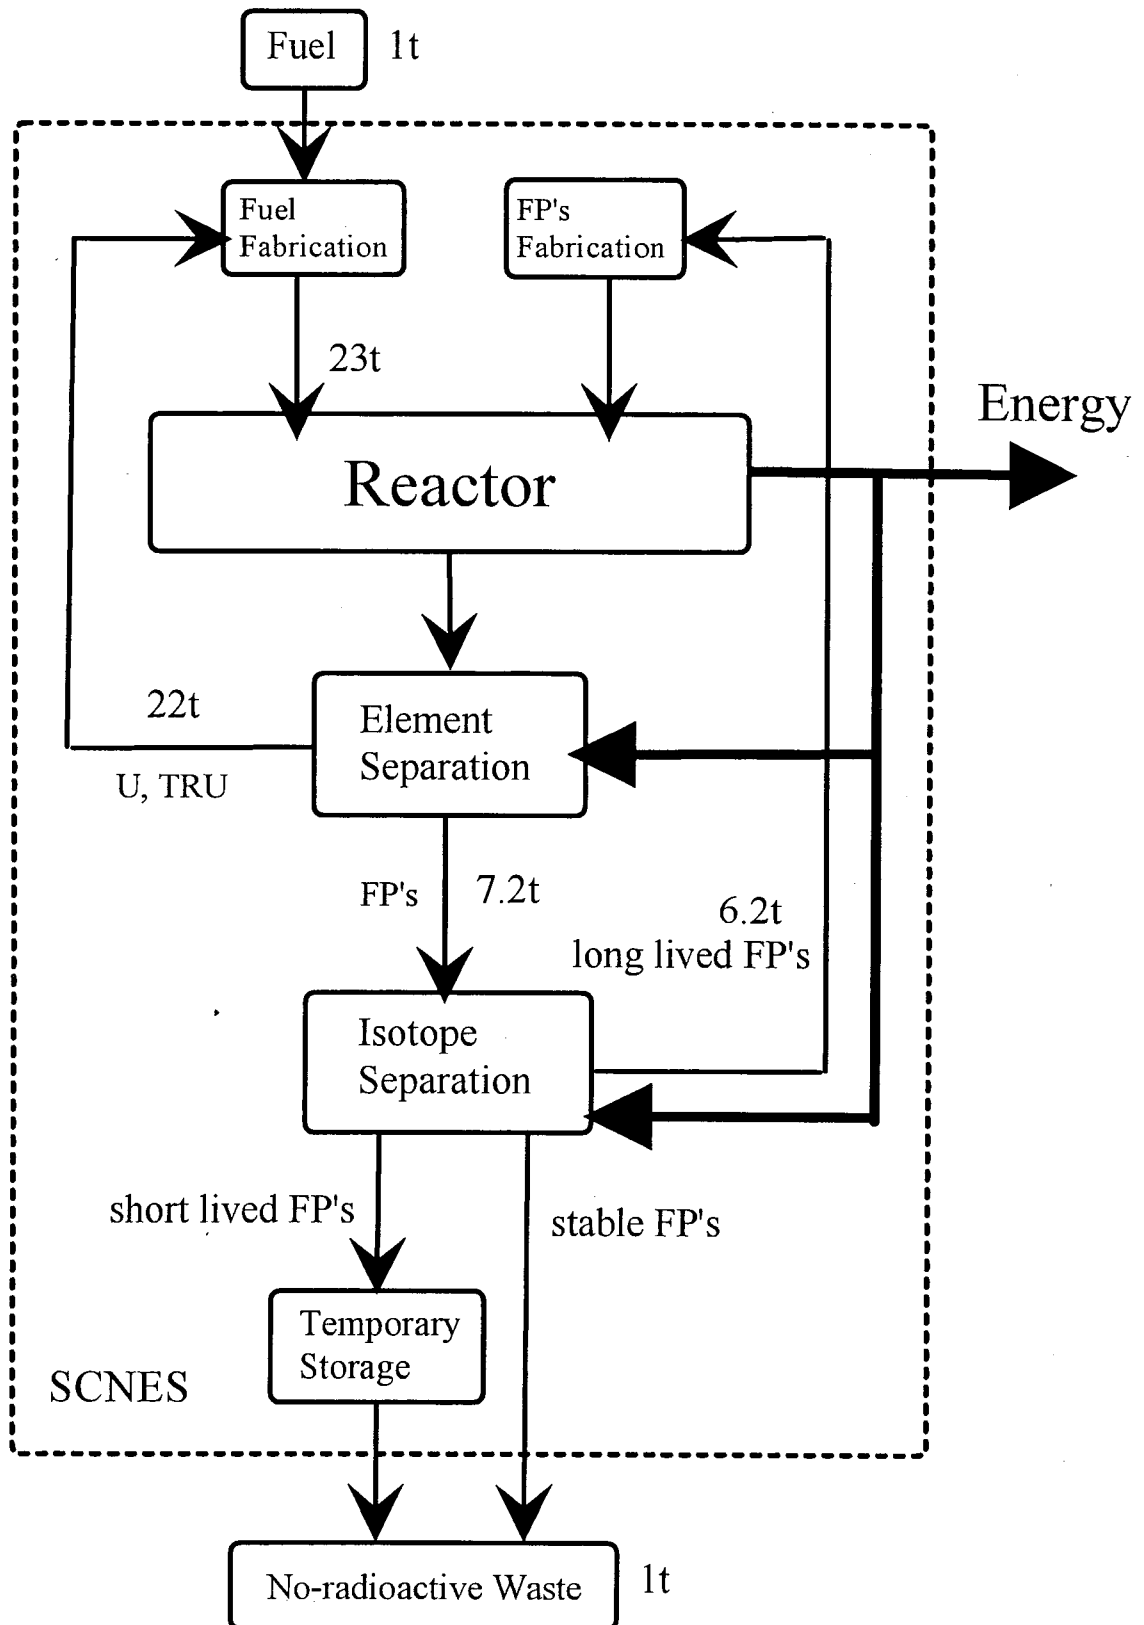 Fuel
1t
Fuel
Fabrication
FP's
Fabrication
23t
Energy
Reactor
22t
Element
Separation
U, TRU
FP's
7.2t
6.2t
long lived FP's
Isotope
Separation
short lived FP's
stable FP's
Temporary
Storage
SCNES
No-radioactive Waste
1t